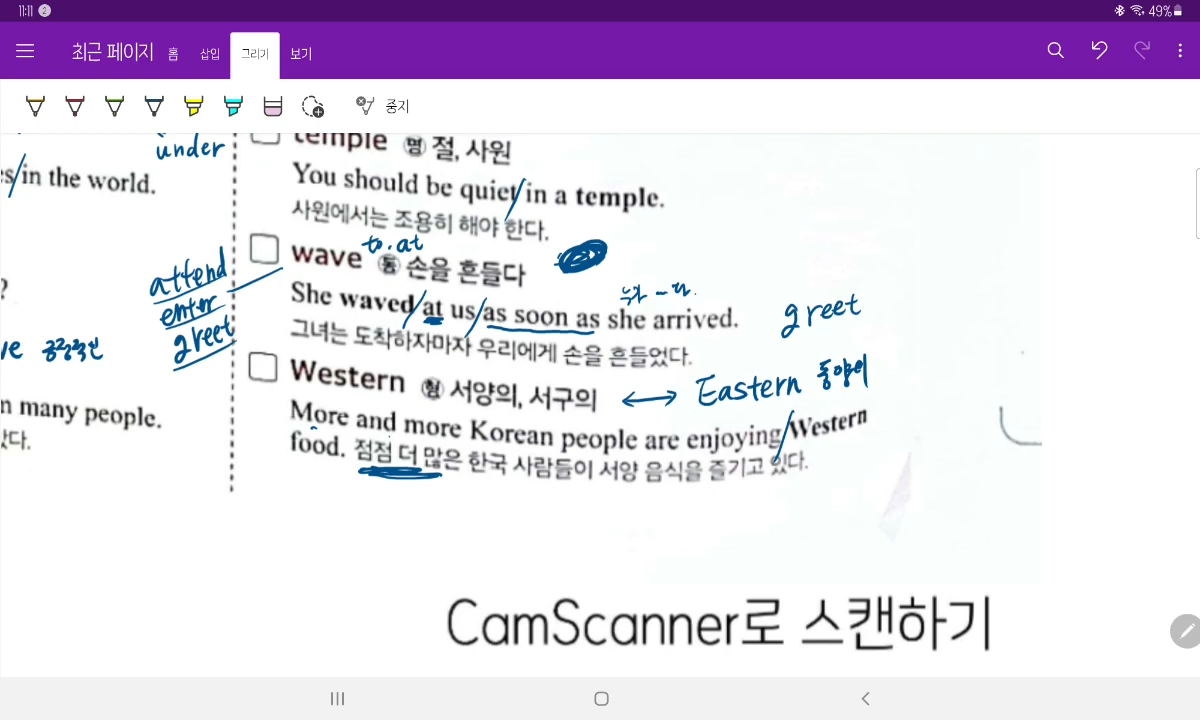 11:11 2 49%
최근 페이지 홈 삽입 그리기 보기
중지
under
temple 명 절, 사원
in the world.
You should be quiet/in a temple.
사원에서는 조용히 해야 한다.
to. at
wave 동 손을 흔들다
attend
enter
greet
?
She waved/at us/as soon as she arrived.
greet
그녀는 도착하자마자 우리에게 손을 흔들었다.
Western 형 서양의, 서구의 ↔ Eastern 동양의
n many people.
More and more Korean people are enjoying/Western
food. 점점 더 많은 한국 사람들이 서양 음식을 즐기고 있다.
CamScanner로 스캔하기